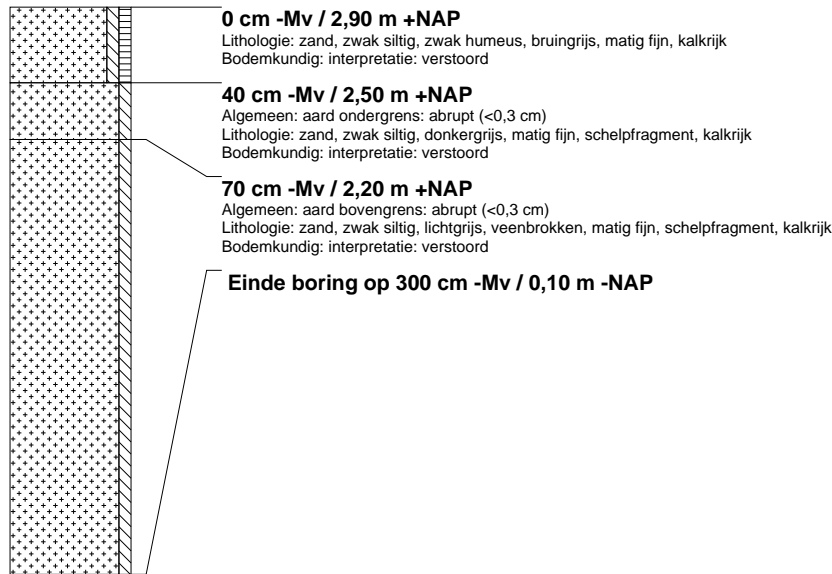 0 cm -Mv / 2,90 m +NAP
Lithologie: zand, zwak siltig, zwak humeus, bruingrijs, matig fijn, kalkrijk
Bodemkundig: interpretatie: verstoord
40 cm -Mv / 2,50 m +NAP
Algemeen: aard ondergrens: abrupt (<0,3 cm)
Lithologie: zand, zwak siltig, donkergrijs, matig fijn, schelpfragment, kalkrijk
Bodemkundig: interpretatie: verstoord
70 cm -Mv / 2,20 m +NAP
Algemeen: aard bovengrens: abrupt (<0,3 cm)
Lithologie: zand, zwak siltig, lichtgrijs, veenbrokken, matig fijn, schelpfragment, kalkrijk
Bodemkundig: interpretatie: verstoord
Einde boring op 300 cm -Mv / 0,10 m -NAP